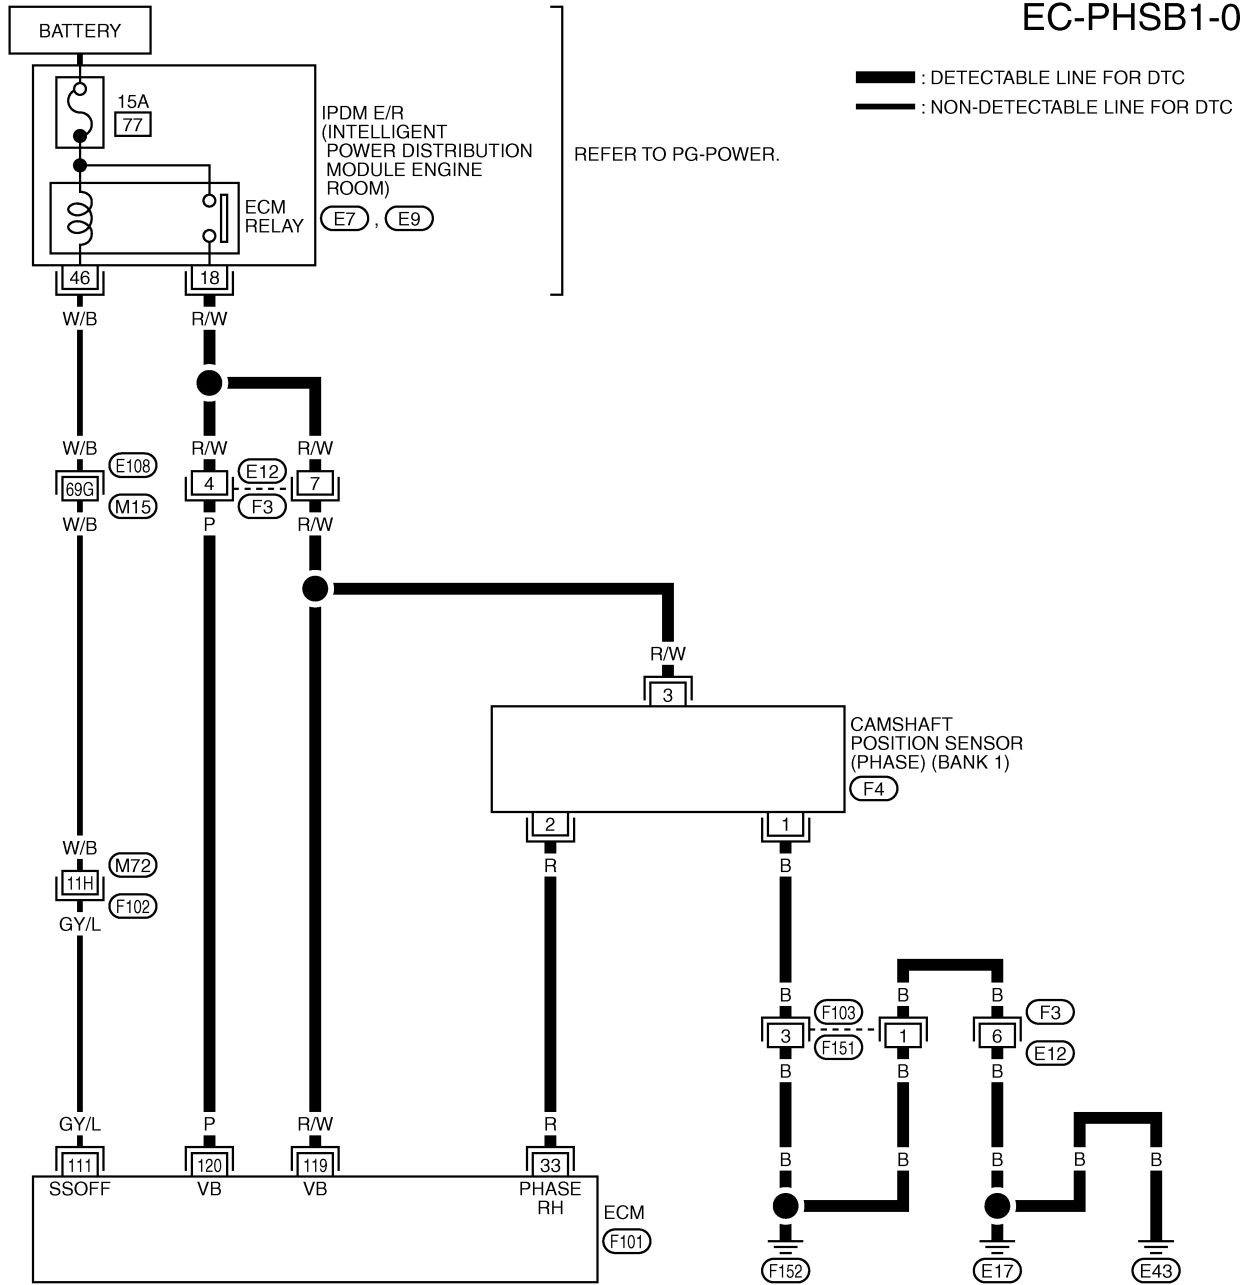 EC-PHSB1-0
BATTERY
: DETECTABLE LINE FOR DTC
: NON-DETECTABLE LINE FOR DTC
15A
77
IPDM E/R
(INTELLIGENT
POWER DISTRIBUTION
MODULE ENGINE
ROOM)
E7 , E9
REFER TO PG-POWER.
ECM
RELAY
46
18
W/B
R/W
W/B
R/W
R/W
E108
69G
M15
4
E12
F3
7
W/B
P
R/W
R/W
3
CAMSHAFT
POSITION SENSOR
(PHASE) (BANK 1)
F4
2
1
R
B
W/B
M72
11H
F102
GY/L
B
B
B
F103
F151
3
1
6
F3
E12
B
B
B
GY/L
P
R/W
R
111
120
119
33
B
B
B
B
SSOFF
VB
VB
PHASE
RH
ECM
F101
F152
E17
E43